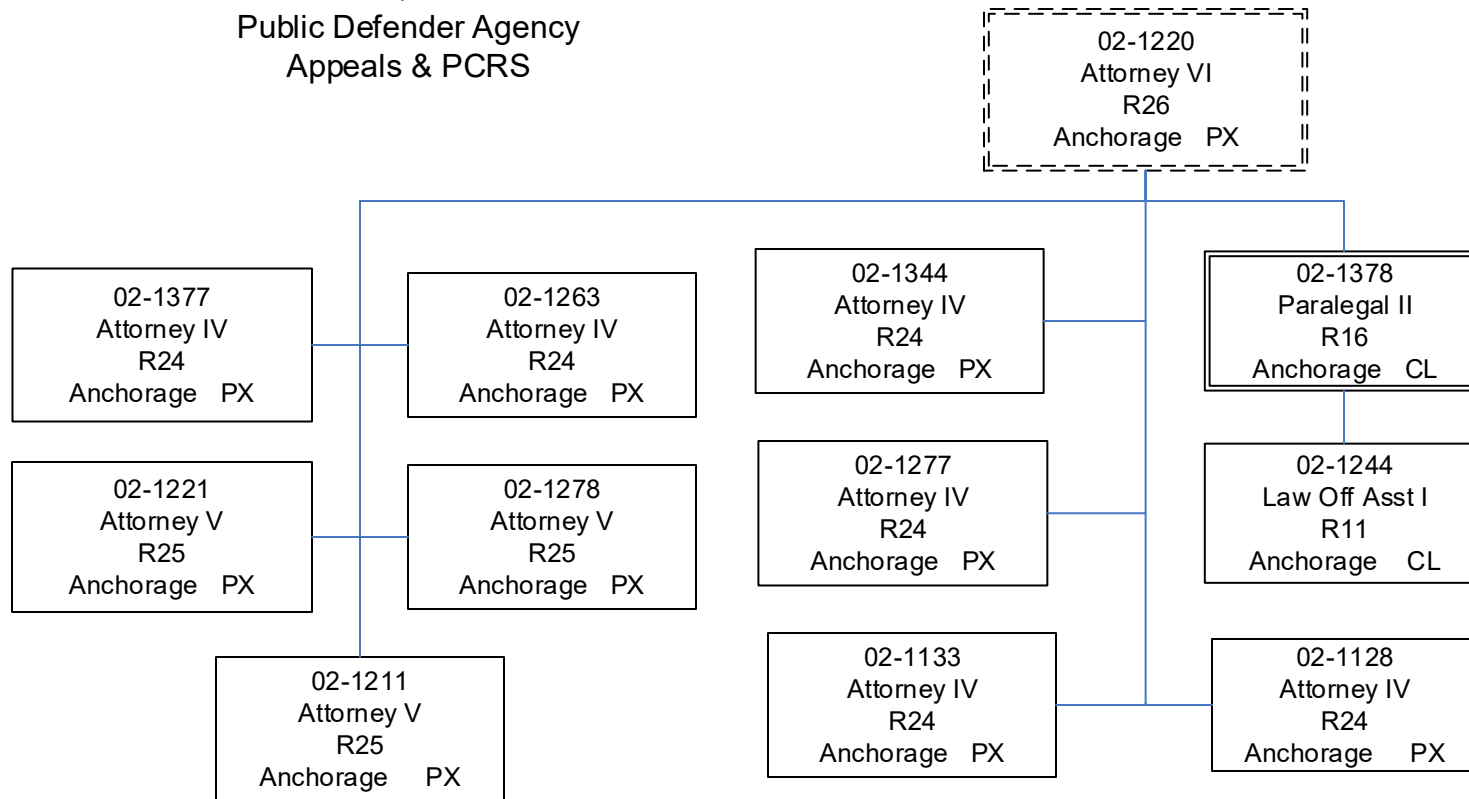 Public Defender Agency
Appeals & PCRS
02-1220
Attorney VI
R26
Anchorage PX
02-1377
Attorney IV
R24
Anchorage PX
02-1263
Attorney IV
R24
Anchorage PX
02-1344
Attorney IV
R24
Anchorage PX
02-1378
Paralegal II
R16
Anchorage CL
02-1221
Attorney V
R25
Anchorage PX
02-1278
Attorney V
R25
Anchorage PX
02-1277
Attorney IV
R24
Anchorage PX
02-1244
Law Off Asst I
R11
Anchorage CL
02-1211
Attorney V
R25
Anchorage PX
02-1133
Attorney IV
R24
Anchorage PX
02-1128
Attorney IV
R24
Anchorage PX